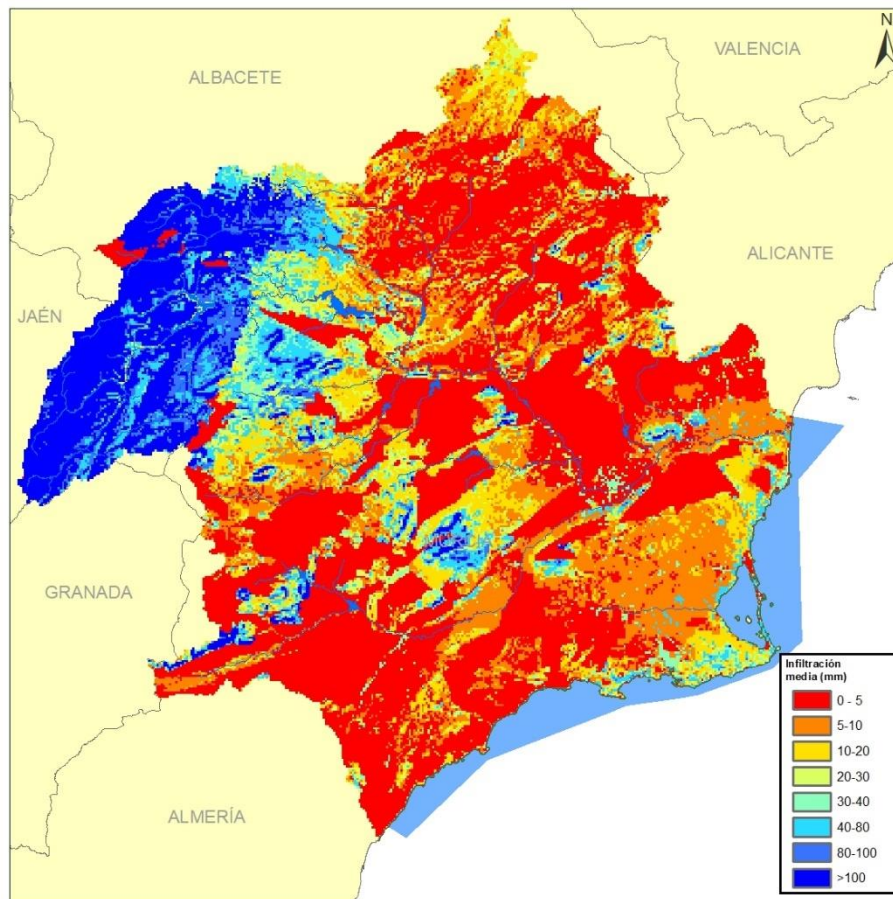 N
VALENCIA
ALBACETE
ALICANTE
JAÉN
GRANADA
ALMERÍA
Infiltración
media (mm)
0 - 5
5-10
10-20
20-30
30-40
40-80
80-100
>100